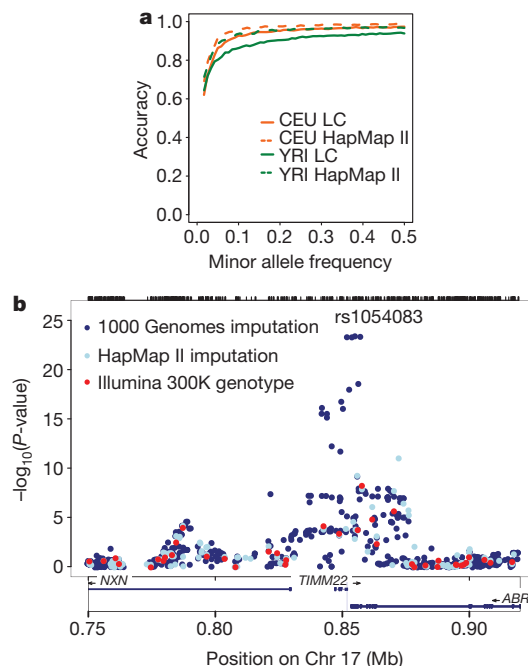 a
Accuracy
1.0
0.8
0.6
0.4
0.2
0.0
CEU LC
CEU HapMap II
YRI LC
YRI HapMap II
0.0 0.1 0.2 0.3 0.4 0.5
Minor allele frequency
b
rs1054083
1000 Genomes imputation
HapMap II imputation
Illumina 300K genotype
–log10(P-value)
25
20
15
10
5
0
NXN TIMM22 ABR
0.75 0.80 0.85 0.90
Position on Chr 17 (Mb)